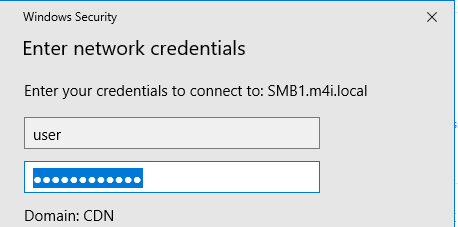 Windows Security
Enter network credentials
Enter your credentials to connect to: SMB1.m4i.local
user
●●●●●●●●●●●●
Domain: CDN